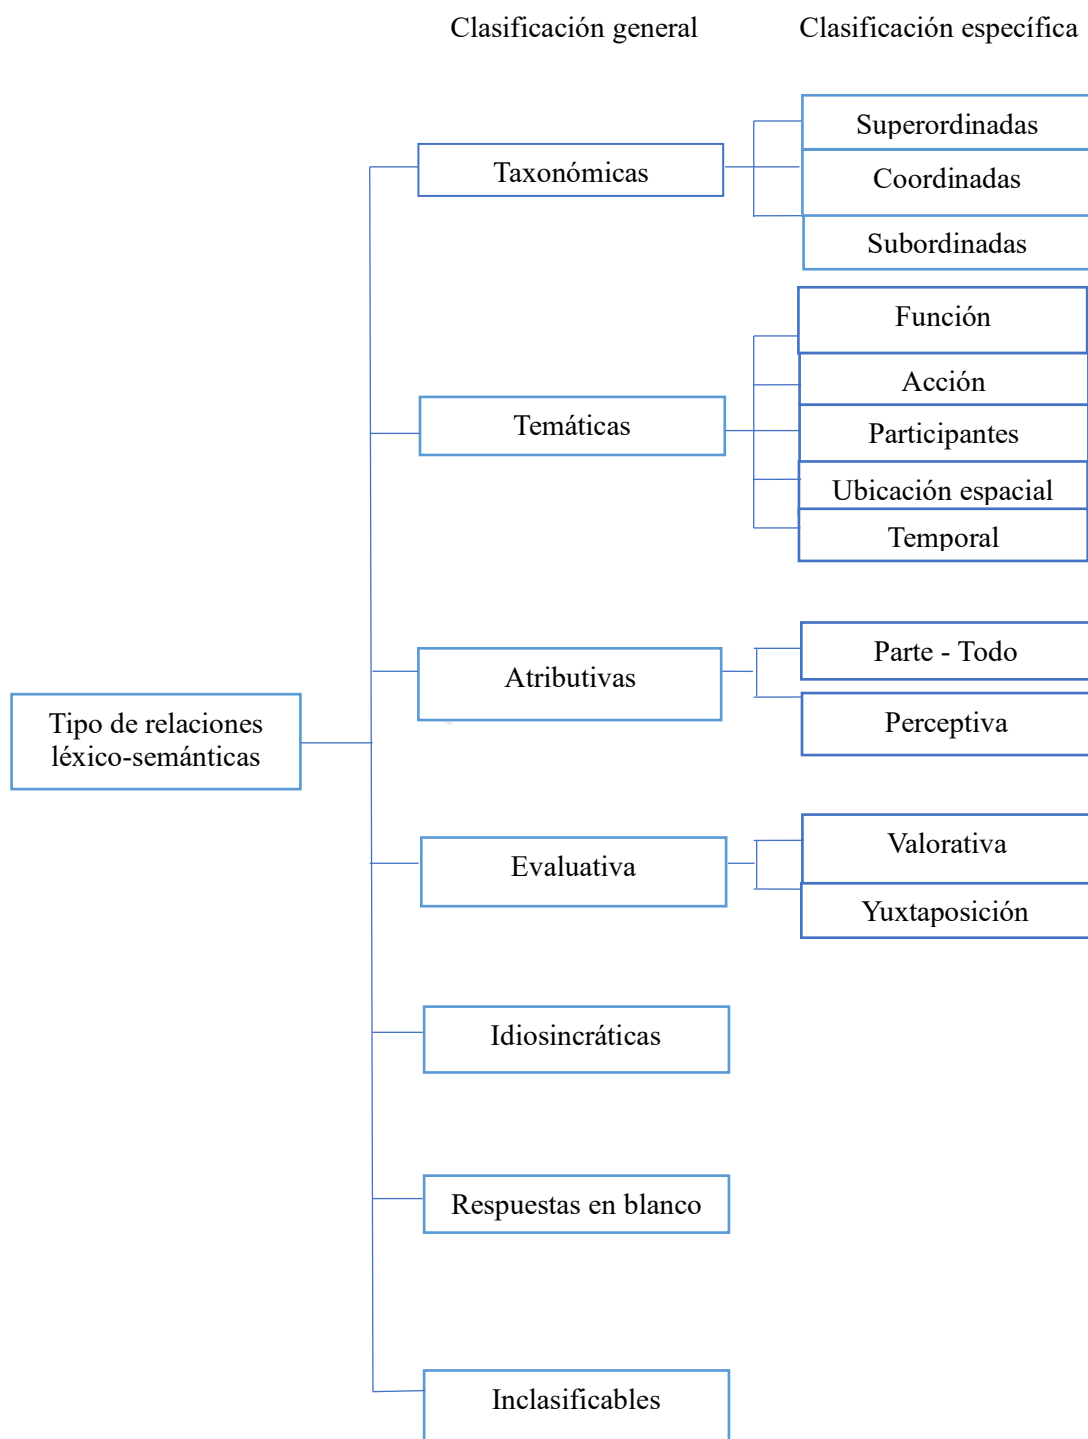 Clasificación general
Clasificación específica
Superordinadas
Taxonómicas
Coordinadas
Subordinadas
Función
Acción
Temáticas
Participantes
Ubicación espacial
Temporal
Parte - Todo
Atributivas
Perceptiva
Tipo de relaciones
léxico-semánticas
Valorativa
Evaluativa
Yuxtaposición
Idiosincráticas
Respuestas en blanco
Inclasificables